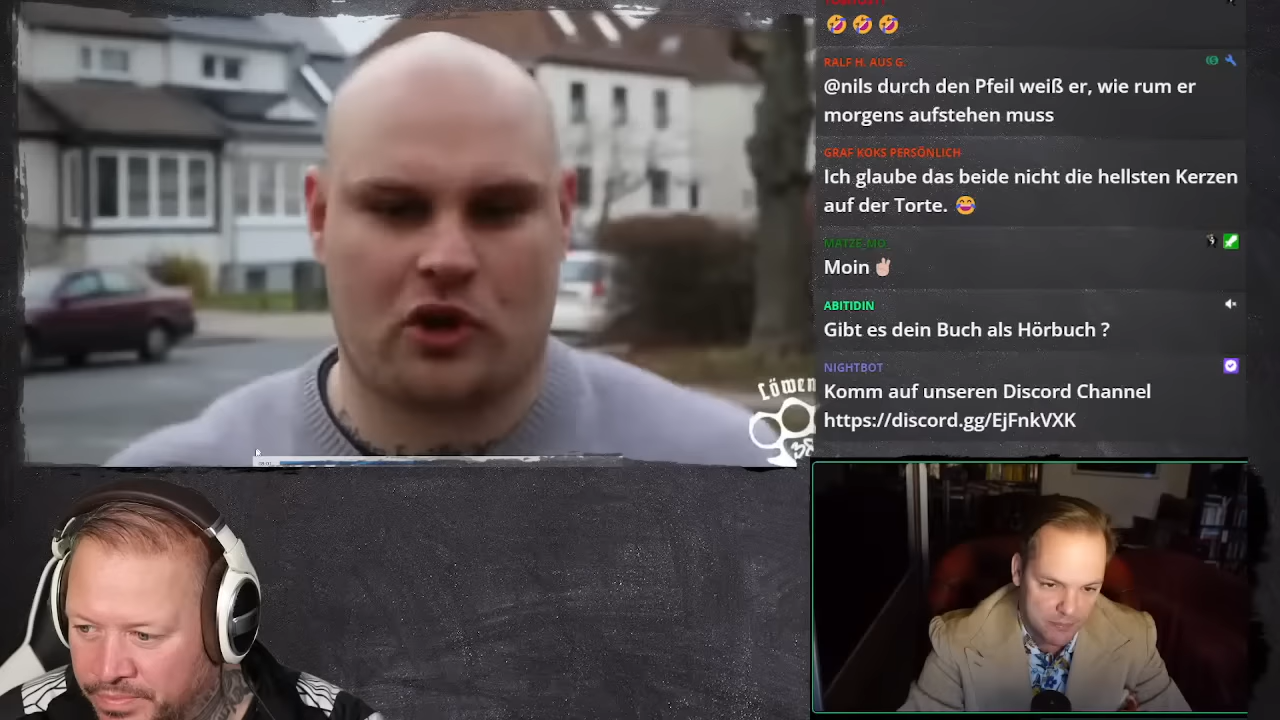 RALF H. AUS G.
@nils durch den Pfeil weiß er, wie rum er
morgens aufstehen muss
GRAF KOKS PERSÖNLICH
Ich glaube das beide nicht die hellsten Kerzen
auf der Torte. 😂
MATZE-MO
Moin ✌🏻
ABITIDIN
Gibt es dein Buch als Hörbuch ?
NIGHTBOT
Komm auf unseren Discord Channel
https://discord.gg/EjFnkVXK
Löwen